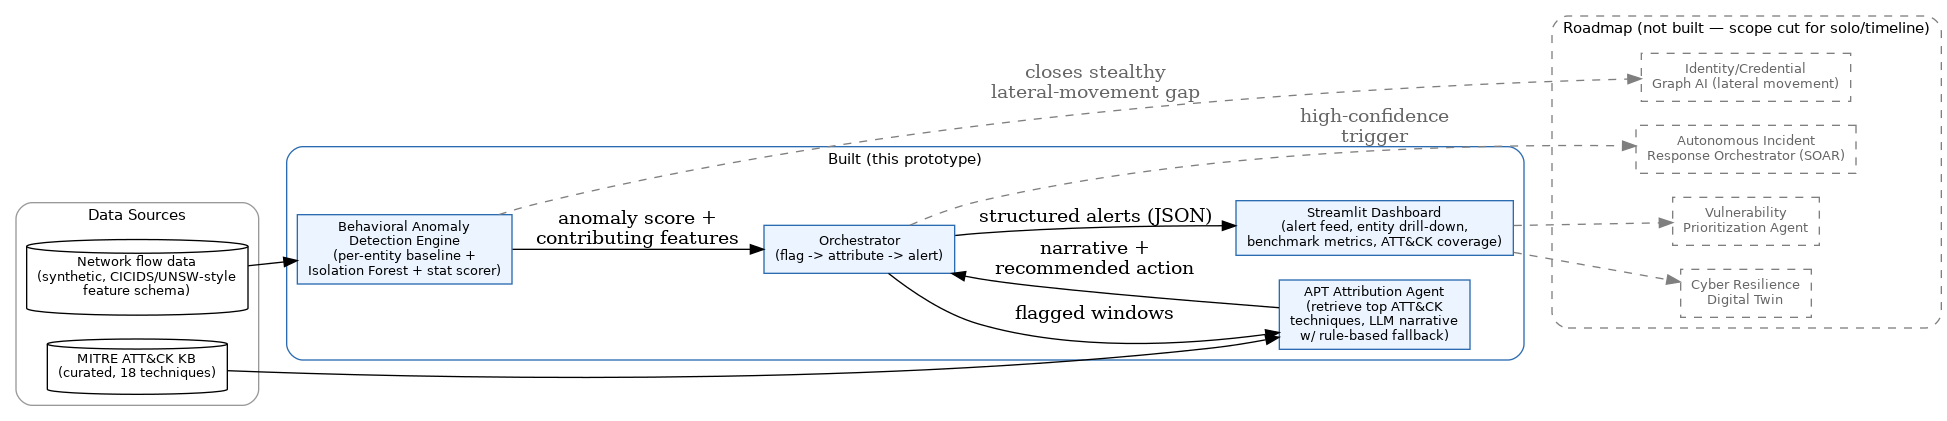 Data Sources
Network flow data
(synthetic, CICIDS/UNSW-style
feature schema)
MITRE ATT&CK KB
(curated, 18 techniques)
Built (this prototype)
Behavioral Anomaly
Detection Engine
(per-entity baseline +
Isolation Forest + stat scorer)
anomaly score +
contributing features
Orchestrator
(flag -> attribute -> alert)
structured alerts (JSON)
narrative +
recommended action
flagged windows
Streamlit Dashboard
(alert feed, entity drill-down,
benchmark metrics, ATT&CK coverage)
APT Attribution Agent
(retrieve top ATT&CK
techniques, LLM narrative
w/ rule-based fallback)
closes stealthy
lateral-movement gap
high-confidence
trigger
Roadmap (not built — scope cut for solo/timeline)
Identity/Credential
Graph AI (lateral movement)
Autonomous Incident
Response Orchestrator (SOAR)
Vulnerability
Prioritization Agent
Cyber Resilience
Digital Twin